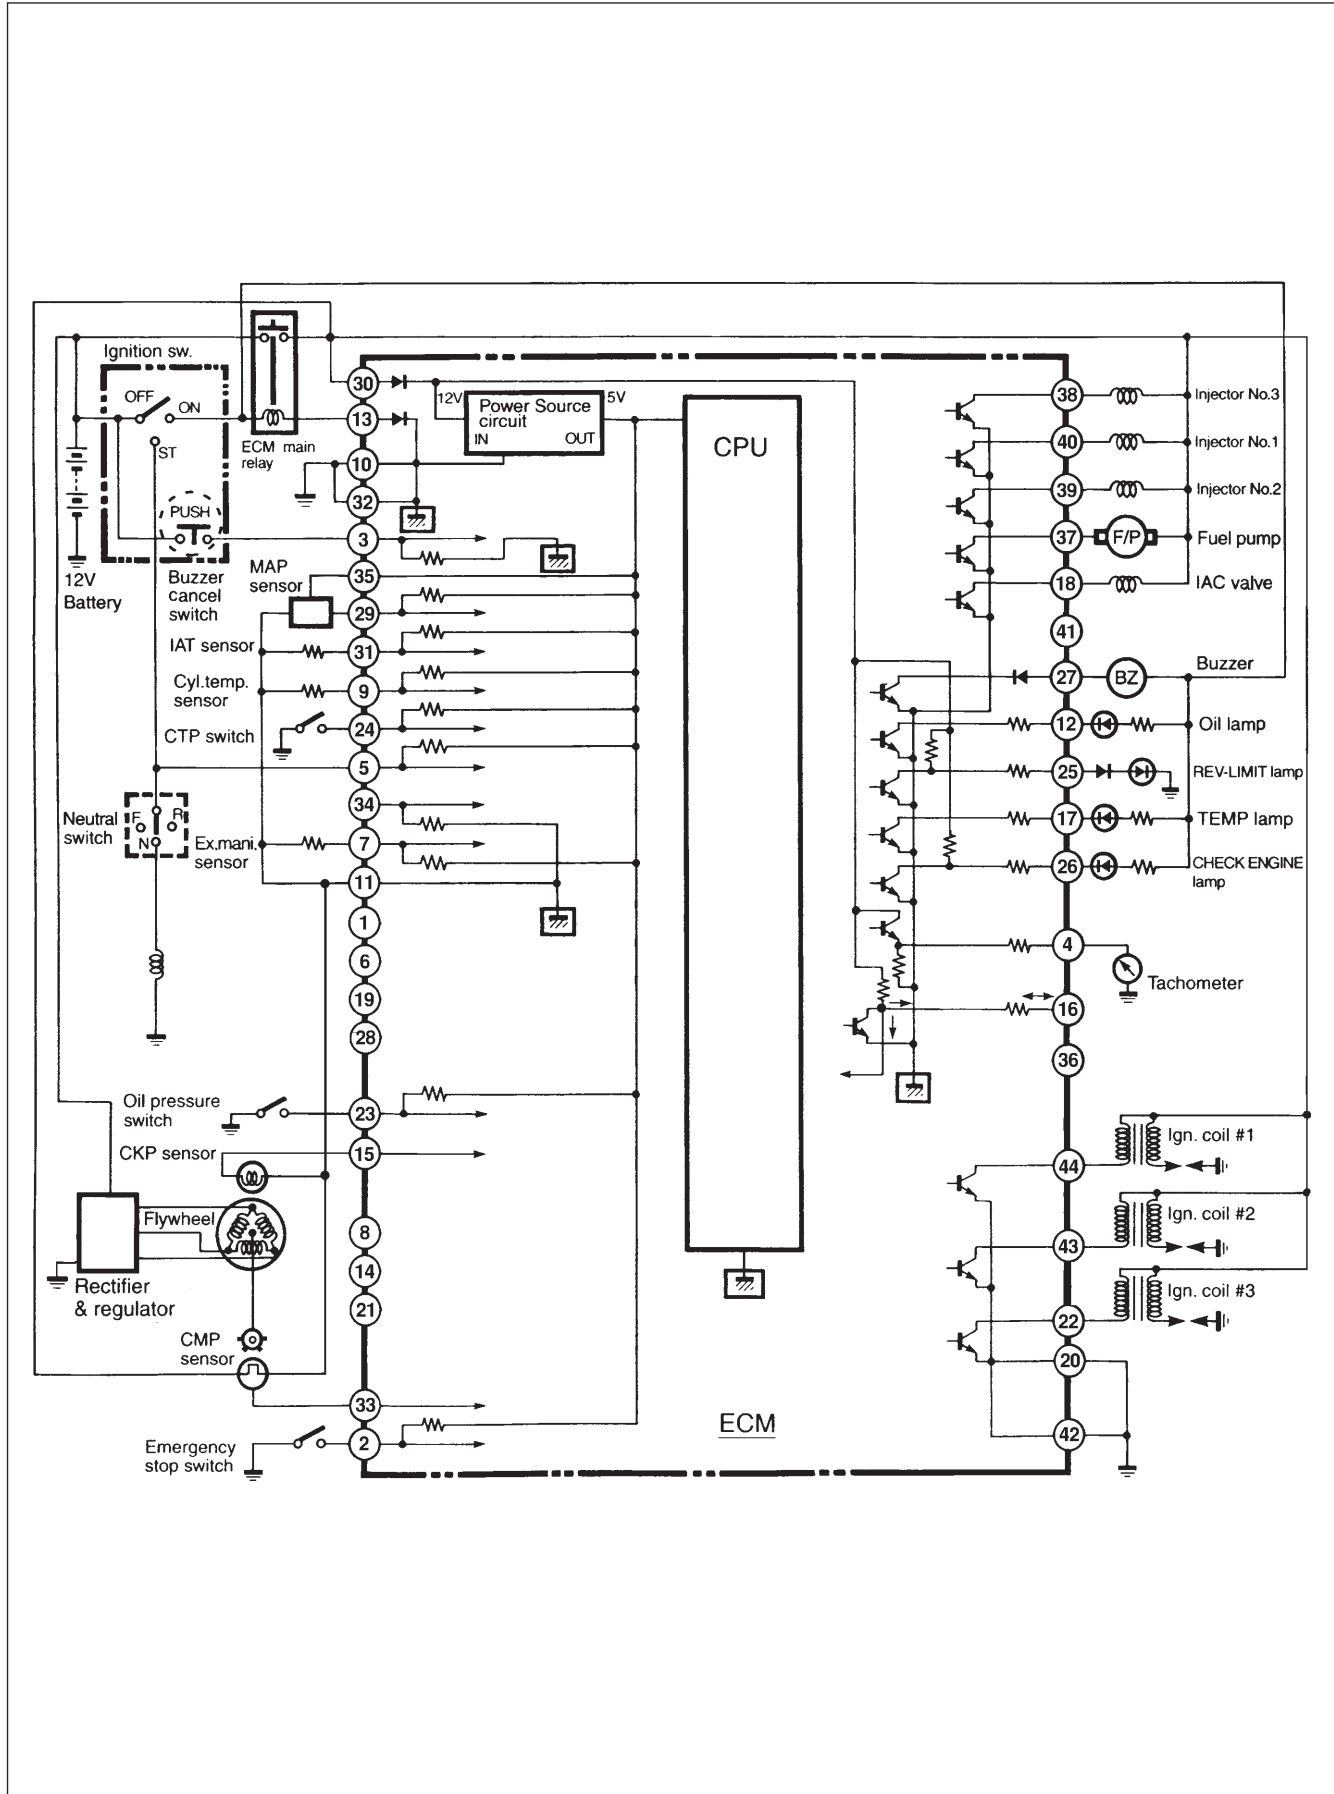 Ignition sw.
OFF
ON
ST
PUSH
12V
Battery
Buzzer
cancel
switch
ECM main
relay
MAP
sensor
IAT sensor
Cyl.temp.
sensor
CTP switch
Neutral
switch
F
R
N
Ex.mani.
sensor
Oil pressure
switch
CKP sensor
Flywheel
Rectifier
& regulator
CMP
sensor
Emergency
stop switch
30
13
10
32
3
35
29
31
9
24
5
34
7
11
1
6
19
28
23
15
8
14
21
33
2
12V
Power Source
circuit
IN
OUT
5V
CPU
ECM
38
Injector No.3
40
Injector No.1
39
Injector No.2
37
F/P
Fuel pump
18
IAC valve
41
27
BZ
Buzzer
12
Oil lamp
25
REV-LIMIT lamp
17
TEMP lamp
26
CHECK ENGINE
lamp
4
Tachometer
16
36
44
Ign. coil #1
43
Ign. coil #2
22
Ign. coil #3
20
42